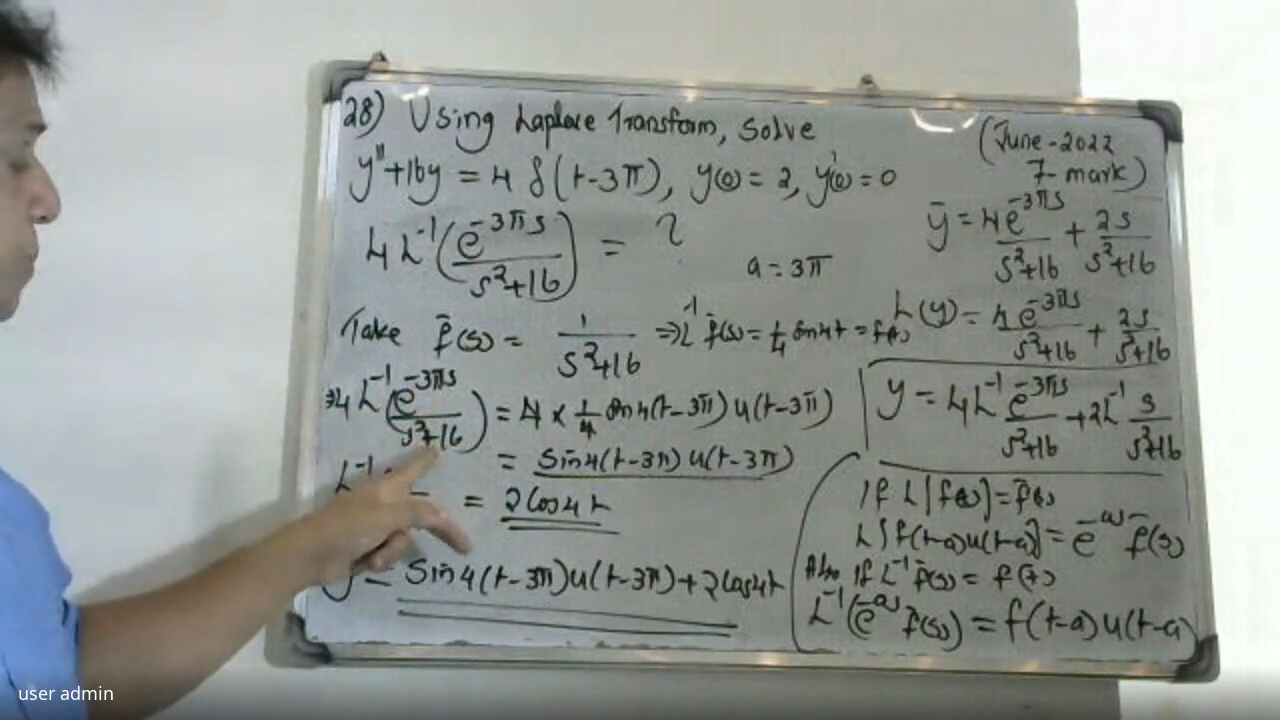 28) Using Laplace Transform, Solve
(June-2022
7 mark)
y''+16y = 4 δ(t-3π), y(0) = 2, y'(0) = 0
4 L⁻¹(e^{-3πs}/(s²+16)) = ?
a = 3π
ȳ = 4e^{-3πs}/(s²+16) + 2s/(s²+16)
Take f̄(s) = 1/(s²+16) ⇒ L⁻¹ f̄(s) = 1/4 sin4t = f(t)
L(y) = 4e^{-3πs}/(s²+16) + 2s/(s²+16)
⇒ 4 L⁻¹(e^{-3πs}/(s²+16)) = 4 × 1/4 sin4(t-3π) u(t-3π)
= Sin4(t-3π) u(t-3π)
y = 4L⁻¹ e^{-3πs}/(s²+16) + 2L⁻¹ s/(s²+16)
L⁻¹ = 2Cos4t
y = Sin4(t-3π)u(t-3π) + 2Cos4t
If L[f(t)] = f̄(s)
L[f(t-a)u(t-a)] = e^{-as} f̄(s)
Also If L⁻¹ f̄(s) = f(t)
L⁻¹(e^{-as} f̄(s)) = f(t-a) u(t-a)
user admin